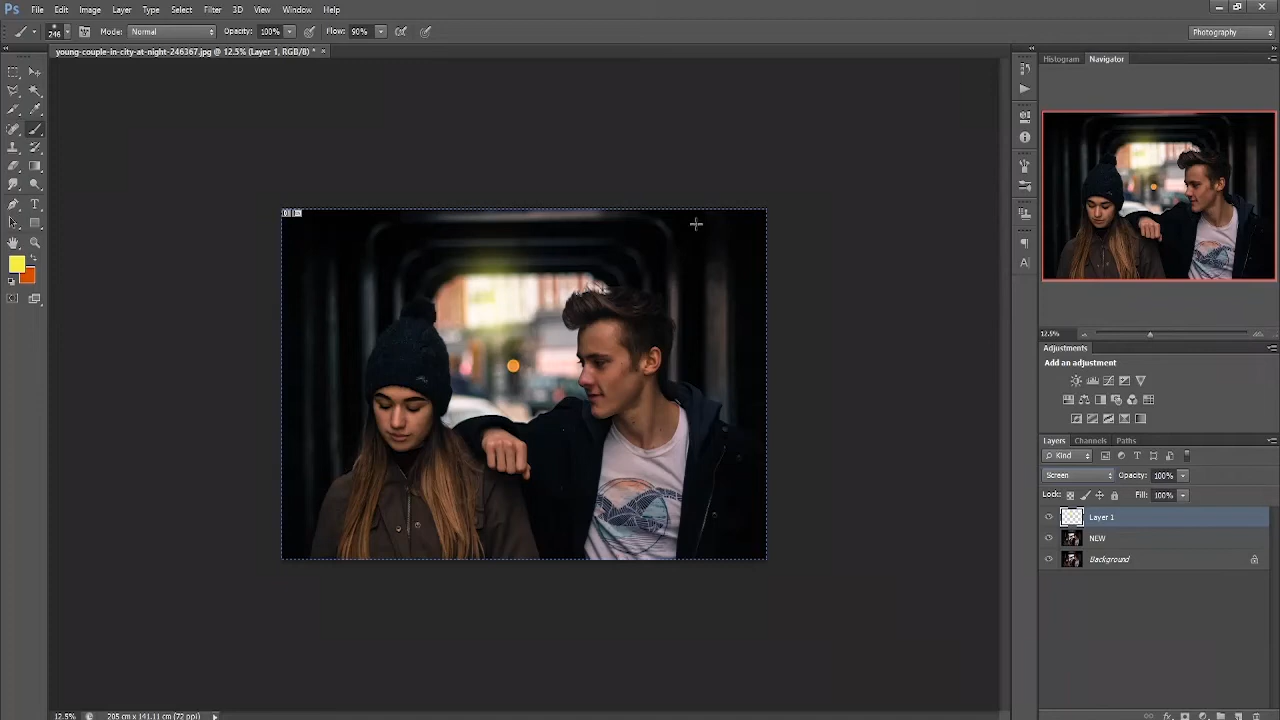 Ps File Edit Image Layer Type Select Filter 3D View Window Help
246 Mode: Normal Opacity: 100% Flow: 90% Photography
young-couple-in-city-at-night-246367.jpg @ 12.5% (Layer 1, RGB/8) * ×
Histogram Navigator
12.5%
Adjustments
Add an adjustment
Layers Channels Paths
Kind
Screen Opacity: 100%
Lock: Fill: 100%
Layer 1
NEW
Background
12.5% 205 cm x 141.11 cm (72 ppi)